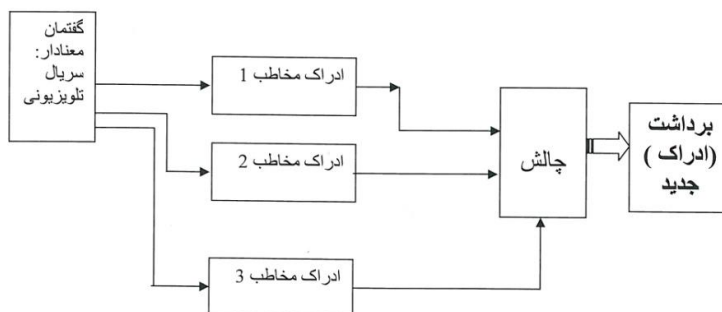 گفتمان
معنادار:
سریال
تلویزیونی
ادراک مخاطب 1
ادراک مخاطب 2
ادراک مخاطب 3
چالش
برداشت
(ادراک )
جدید